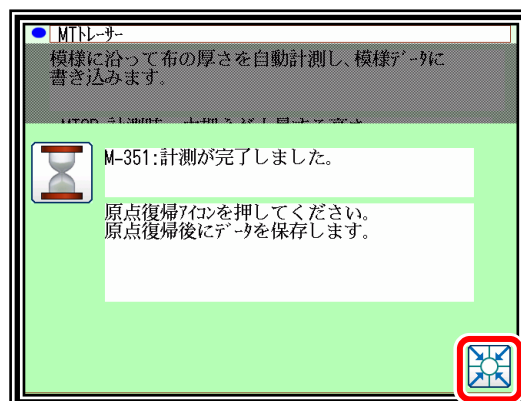 MTﾄﾚｰｻｰ
模様に沿って布の厚さを自動計測し、模様ﾃﾞｰﾀに
書き込みます。
M-351:計測が完了しました。
原点復帰ｱｲｺﾝを押してください。
原点復帰後にﾃﾞｰﾀを保存します。